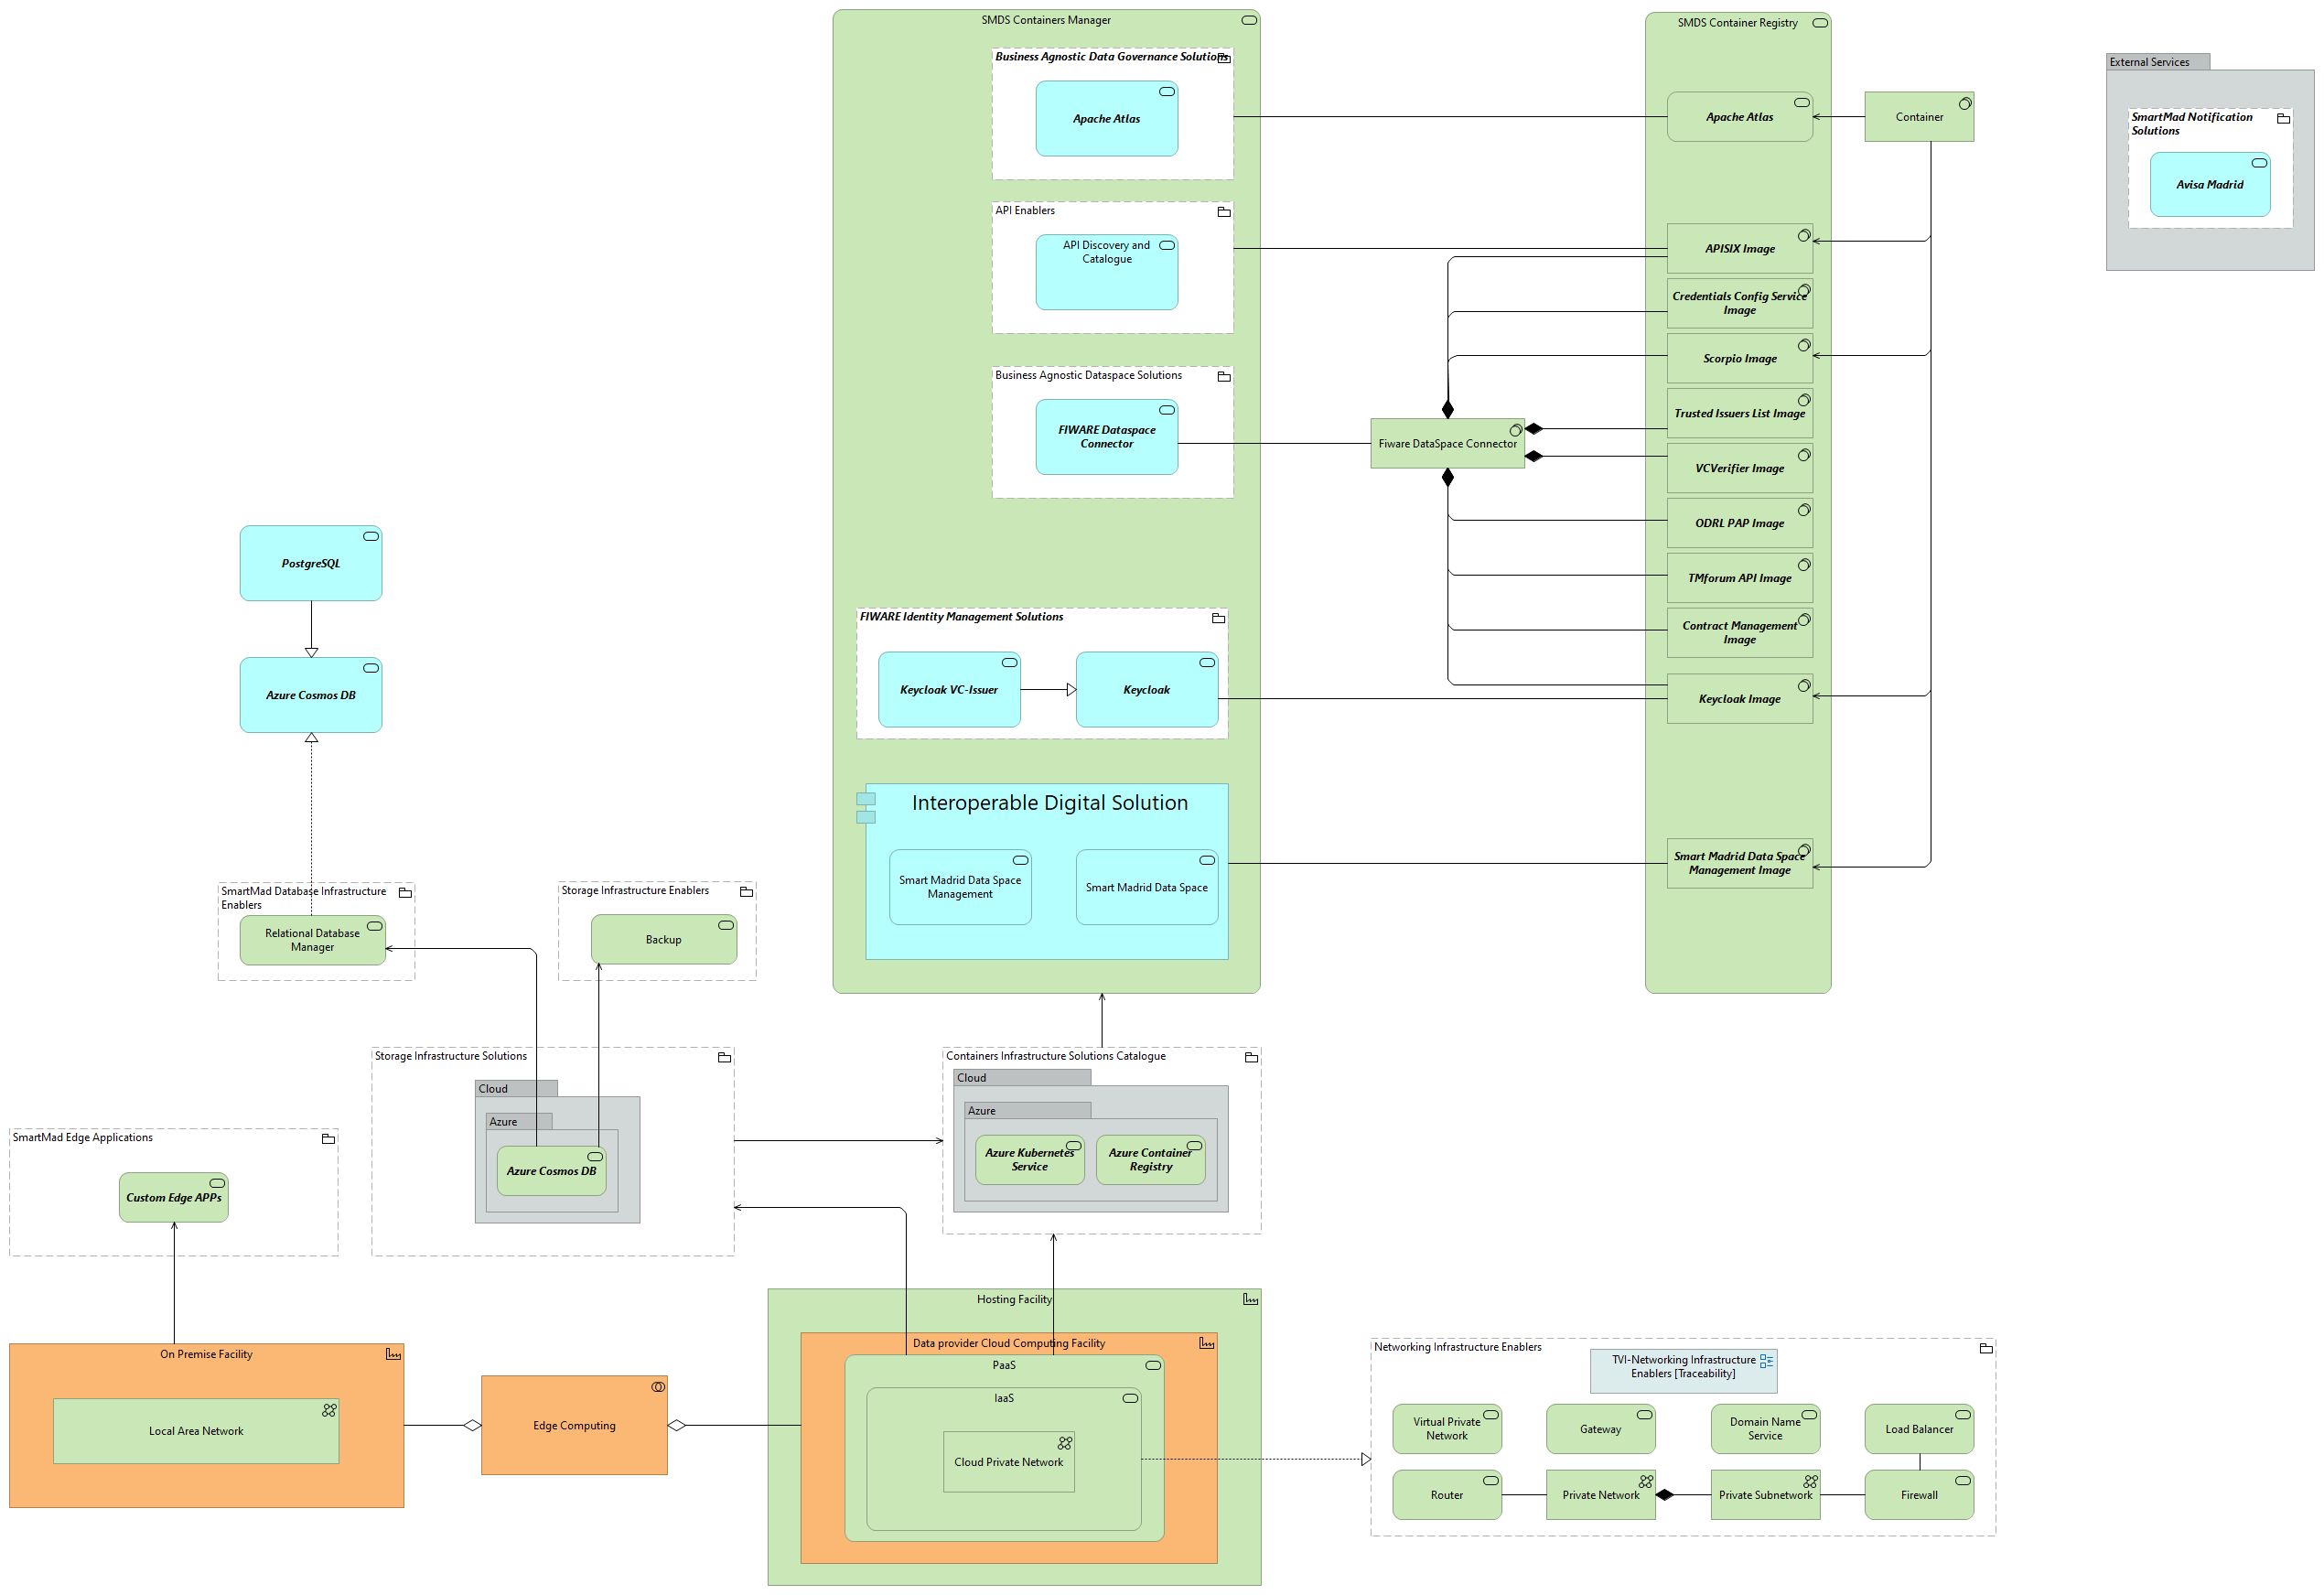 SMDS Containers Manager
Business Agnostic Data Governance Solutions
Apache Atlas
API Enablers
API Discovery and
Catalogue
Business Agnostic Dataspace Solutions
FIWARE Dataspace
Connector
FIWARE Identity Management Solutions
Keycloak VC-Issuer
Keycloak
Interoperable Digital Solution
Smart Madrid Data Space
Management
Smart Madrid Data Space
Fiware DataSpace Connector
SMDS Container Registry
Apache Atlas
APISIX Image
Credentials Config Service
Image
Scorpio Image
Trusted Issuers List Image
VCVerifier Image
ODRL PAP Image
TMforum API Image
Contract Management
Image
Keycloak Image
Smart Madrid Data Space
Management Image
Container
External Services
SmartMad Notification
Solutions
Avisa Madrid
PostgreSQL
Azure Cosmos DB
SmartMad Database Infrastructure
Enablers
Relational Database
Manager
Storage Infrastructure Enablers
Backup
Storage Infrastructure Solutions
Cloud
Azure
Azure Cosmos DB
Containers Infrastructure Solutions Catalogue
Cloud
Azure
Azure Kubernetes
Service
Azure Container
Registry
SmartMad Edge Applications
Custom Edge APPs
On Premise Facility
Local Area Network
Edge Computing
Hosting Facility
Data provider Cloud Computing Facility
PaaS
IaaS
Cloud Private Network
Networking Infrastructure Enablers
TVI-Networking Infrastructure
Enablers [Traceability]
Virtual Private
Network
Gateway
Domain Name
Service
Load Balancer
Router
Private Network
Private Subnetwork
Firewall